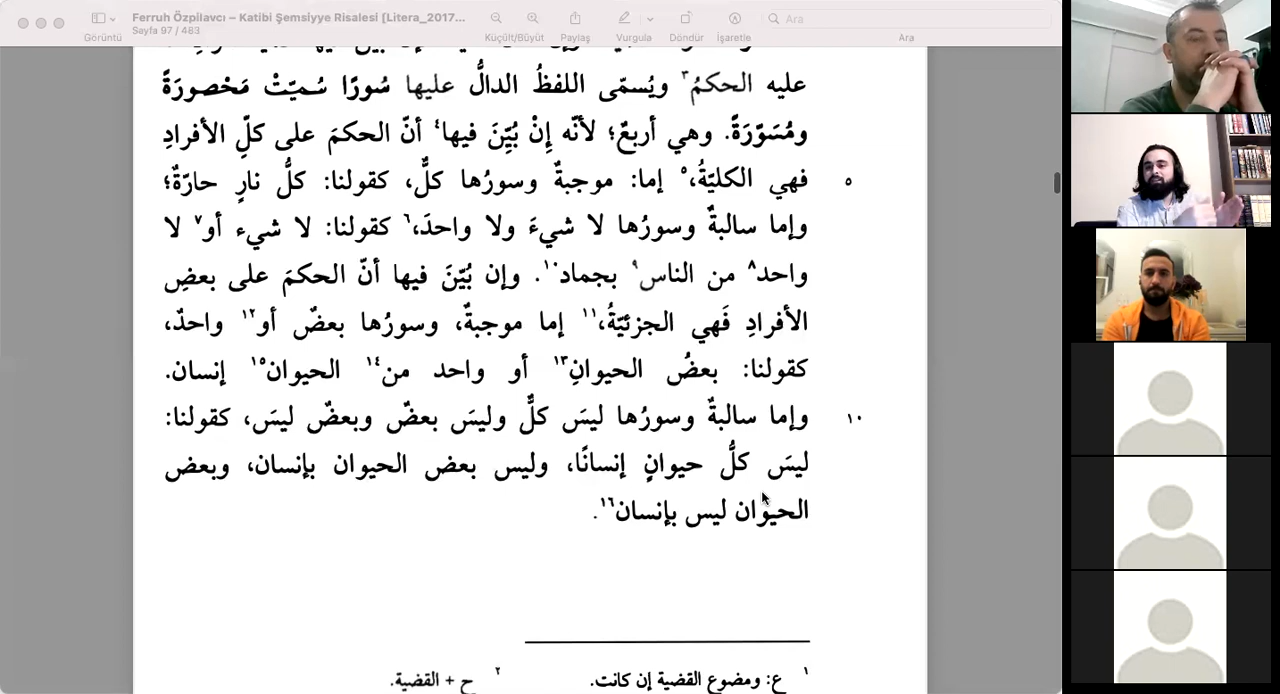 Ferruh Özpilavcı – Katibi Şemsiyye Risalesi [Litera_2017...
Sayfa 97 / 483
Görüntü
Küçült/Büyüt
Paylaş
Vurgula
Döndür
İşaretle
Ara
Ara
عليه الحكمُ٣ ويُسمّى اللفظُ الدالُّ عليها سُورًا سُميّتْ مَحْصورَةً
ومُسَوّرَةً. وهي أربعٌ؛ لأنّه إِنْ بُيِّنَ فيها٤ أنّ الحكمَ على كلِّ الأفرادِ
٥ فهي الكليّةُ،٥ إما: موجبةٌ وسورُها كلٌّ، كقولنا: كلُّ نارٍ حارّةٌ؛
وإما سالبةٌ وسورُها لا شيءَ ولا واحدَ،٦ كقولنا: لا شيء أو٧ لا
واحد٨ من الناس٩ بجماد١٠. وإن بُيِّنَ فيها أنّ الحكمَ على بعضِ
الأفرادِ فَهي الجزئيّةُ،١١ إما موجبةٌ، وسورُها بعضٌ أو١٢ واحدٌ،
كقولنا: بعضُ الحيوانِ١٣ أو واحد من١٤ الحيوان١٥ إنسان.
١٠ وإما سالبةٌ وسورُها ليسَ كلٌّ وليسَ بعضٌ وبعضٌ ليسَ، كقولنا:
ليسَ كلُّ حيوانٍ إنسانًا، وليس بعض الحيوان بإنسان، وبعض
الحيوان ليس بإنسان١٦.
١ ع: ومضوع القضية إن كانت. ٢ ح + القضية.